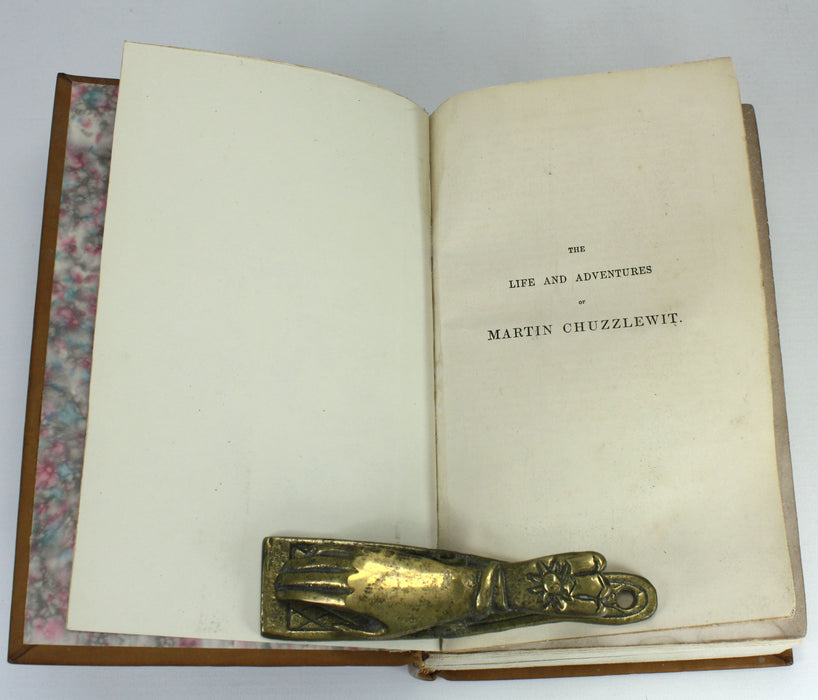 THE
LIFE AND ADVENTURES
OF
MARTIN CHUZZLEWIT.